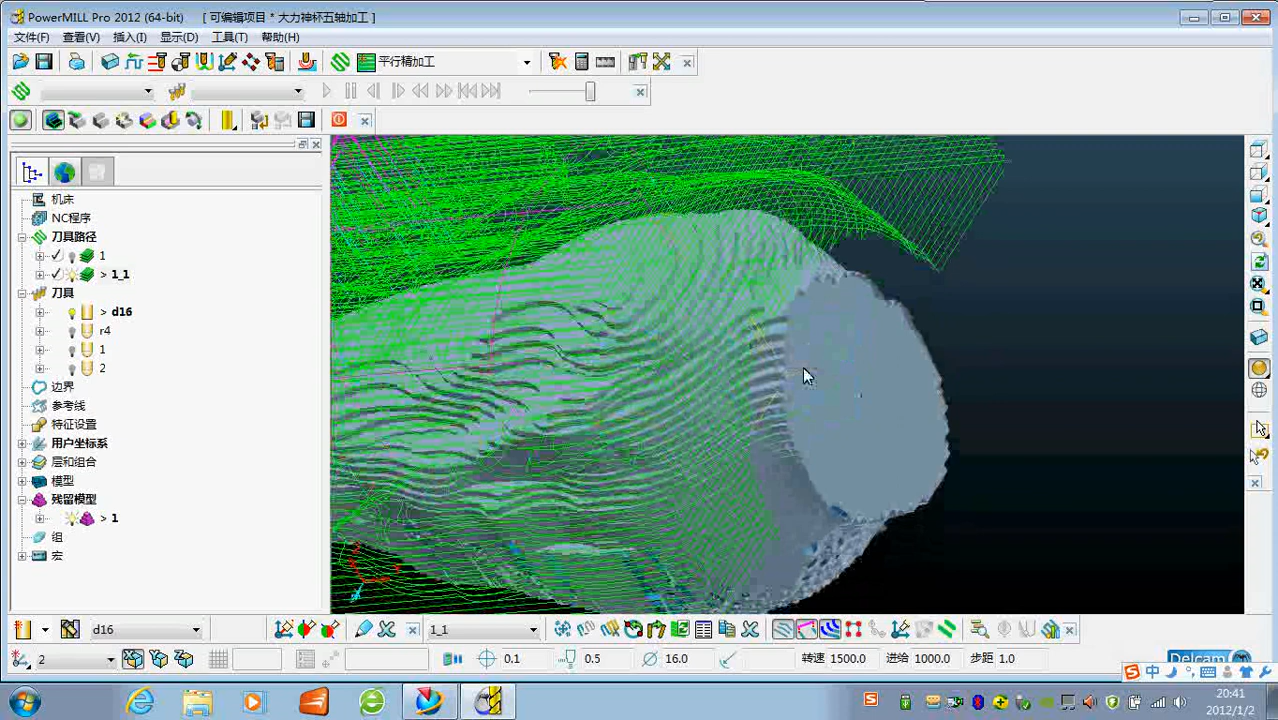 PowerMILL Pro 2012 (64-bit) [ 可编辑项目 * 大力神杯五轴加工 ]
文件(F) 查看(V) 插入(I) 显示(D) 工具(T) 帮助(H)
平行精加工
机床
NC程序
刀具路径
1
> 1_1
刀具
> d16
r4
1
2
边界
参考线
特征设置
用户坐标系
层和组合
模型
残留模型
> 1
组
宏
d16 1_1
2 0.1 0.5 16.0 转速 1500.0 进给 1000.0 步距 1.0
Delcam
中
20:41
2012/1/2